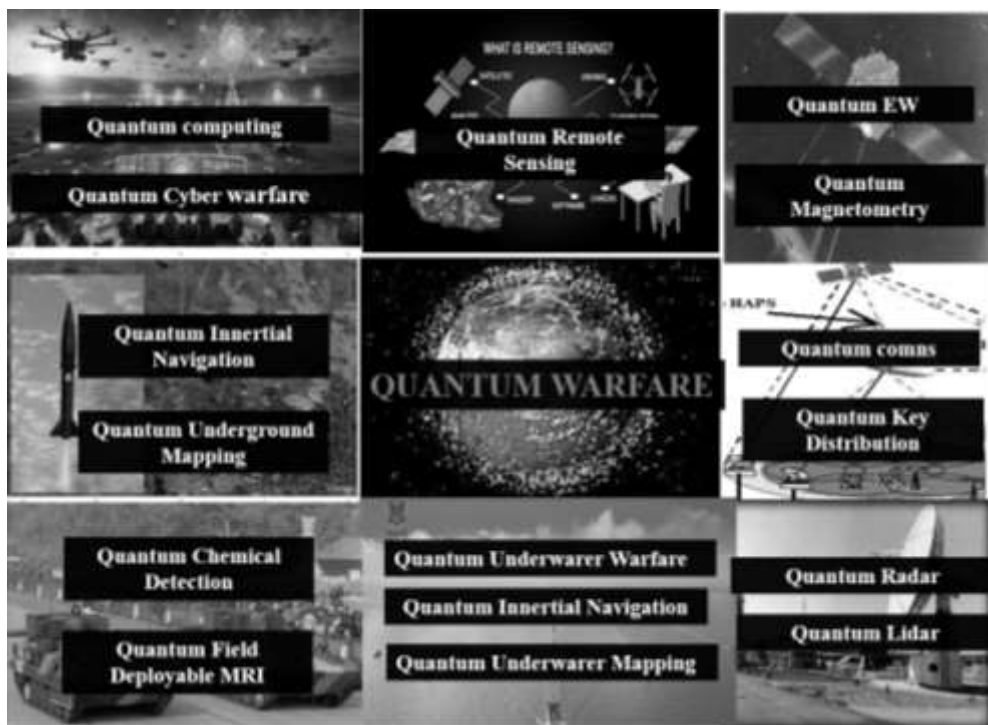 Quantum computing
Quantum Cyber warfare
WHAT IS REMOTE SENSING?
Quantum Remote
Sensing
Quantum EW
Quantum
Magnetometry
Quantum Innertial
Navigation
Quantum Underground
Mapping
QUANTUM WARFARE
HAPS
Quantum comns
Quantum Key
Distribution
Quantum Chemical
Detection
Quantum Field
Deployable MRI
Quantum Underwarer Warfare
Quantum Innertial Navigation
Quantum Underwarer Mapping
Quantum Radar
Quantum Lidar